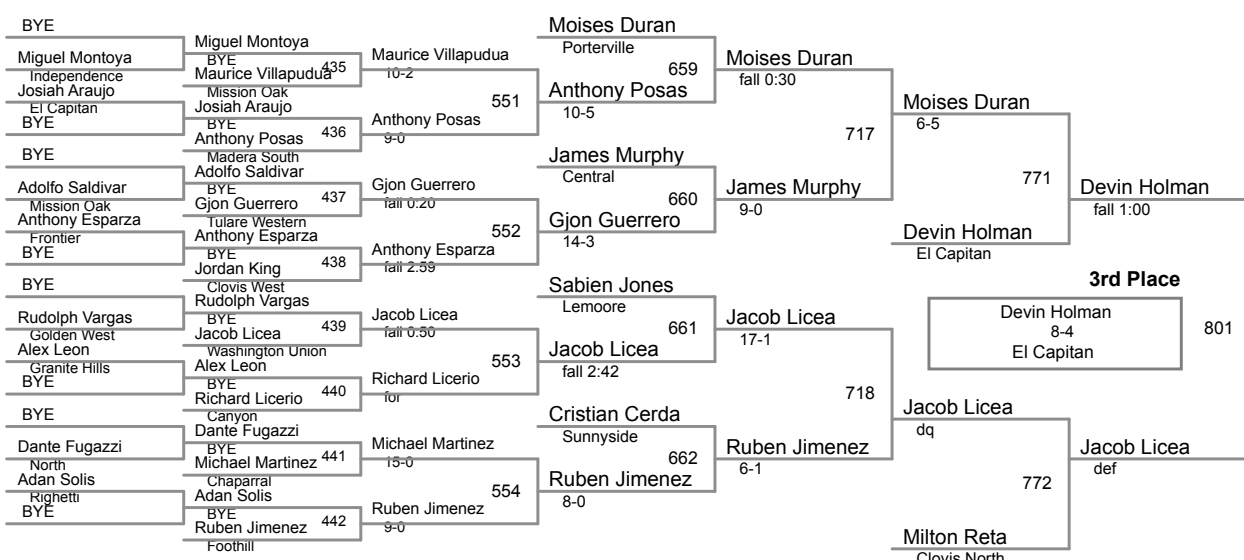 BYE
Miguel Montoya
Independence
Josiah Araujo
El Capitan
BYE
BYE
Adolfo Saldivar
Mission Oak
Anthony Esparza
Frontier
BYE
BYE
Rudolph Vargas
Golden West
Alex Leon
Granite Hills
BYE
BYE
Dante Fugazzi
North
Adan Solis
Righetti
BYE
Miguel Montoya
BYE
435
Maurice Villapudua
Mission Oak
Josiah Araujo
BYE
436
Anthony Posas
Madera South
Adolfo Saldivar
BYE
437
Gjon Guerrero
Tulare Western
Anthony Esparza
BYE
438
Jordan King
Clovis West
Rudolph Vargas
BYE
439
Jacob Licea
Washington Union
Alex Leon
BYE
440
Richard Licerio
Canyon
Dante Fugazzi
BYE
441
Michael Martinez
Chaparral
Adan Solis
BYE
442
Ruben Jimenez
Foothill
Maurice Villapudua
10-2
551
Anthony Posas
9-0
Gjon Guerrero
fall 0:20
552
Anthony Esparza
fall 2:59
Jacob Licea
fall 0:50
553
Richard Licerio
for
Michael Martinez
15-0
554
Ruben Jimenez
9-0
Moises Duran
Porterville
659
Anthony Posas
10-5
James Murphy
Central
660
Gjon Guerrero
14-3
Sabien Jones
Lemoore
661
Jacob Licea
fall 2:42
Cristian Cerda
Sunnyside
662
Ruben Jimenez
8-0
Moises Duran
fall 0:30
717
James Murphy
9-0
Jacob Licea
17-1
718
Ruben Jimenez
6-1
Moises Duran
6-5
771
Devin Holman
El Capitan
Jacob Licea
dq
772
Milton Reta
Clovis North
Devin Holman
fall 1:00
3rd Place
Devin Holman
8-4
El Capitan
801
Jacob Licea
def